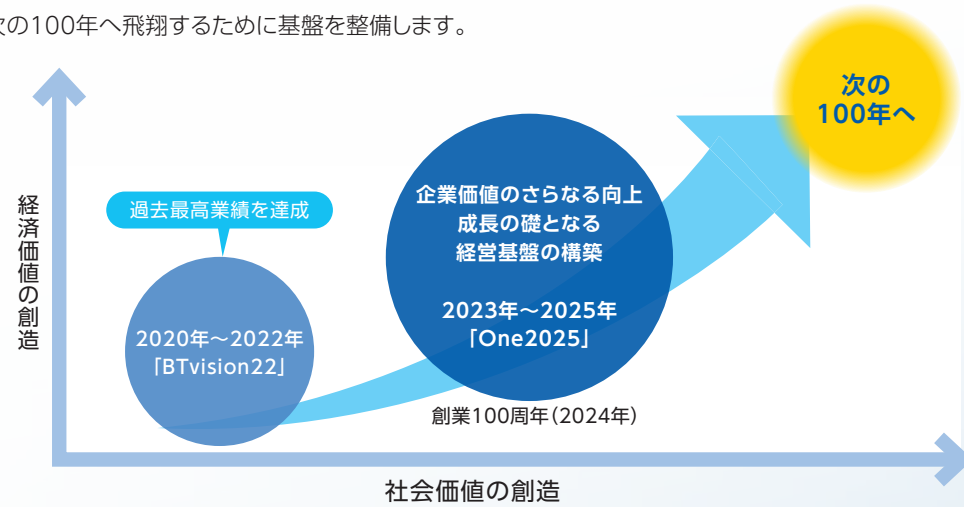 次の100年へ飛翔するために基盤を整備します。
次の
100年へ
経済価値の創造
過去最高業績を達成
2020年～2022年
「BTvision22」
企業価値のさらなる向上
成長の礎となる
経営基盤の構築
2023年～2025年
「One2025」
創業100周年（2024年）
社会価値の創造